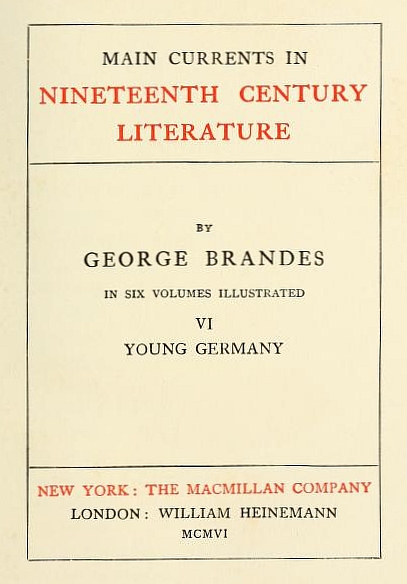 MAIN CURRENTS IN
NINETEENTH CENTURY
LITERATURE
BY
GEORGE BRANDES
IN SIX VOLUMES ILLUSTRATED
VI
YOUNG GERMANY
NEW YORK: THE MACMILLAN COMPANY
LONDON: WILLIAM HEINEMANN
MCMVI